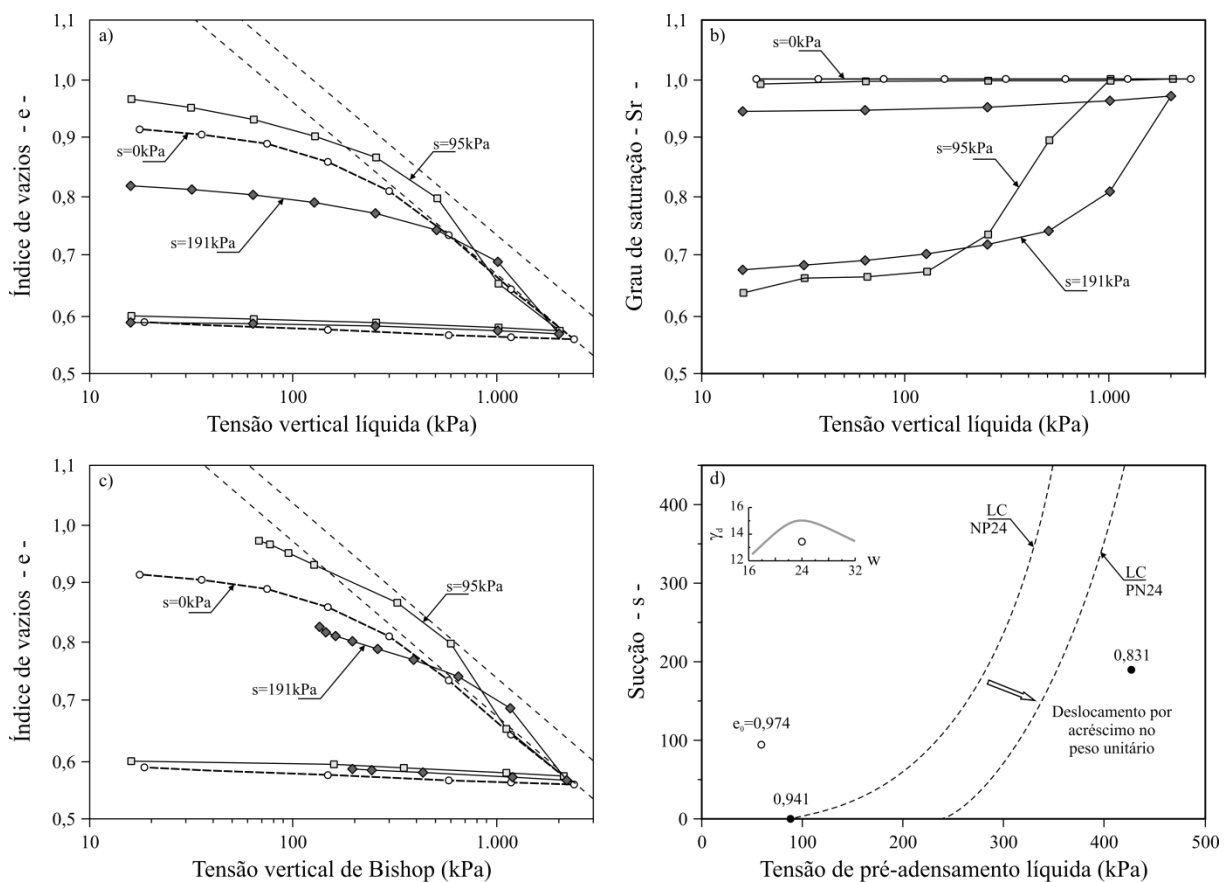 a)
1,1
1,0
0,9
0,8
0,7
0,6
0,5
Índice de vazios - e -
s=0kPa
s=95kPa
s=191kPa
10
100
1.000
Tensão vertical líquida (kPa)
b)
1,1
1,0
0,9
0,8
0,7
0,6
0,5
Grau de saturação - Sr -
s=0kPa
s=95kPa
s=191kPa
10
100
1.000
Tensão vertical líquida (kPa)
c)
1,1
1,0
0,9
0,8
0,7
0,6
0,5
Índice de vazios - e -
s=0kPa
s=95kPa
s=191kPa
10
100
1.000
Tensão vertical de Bishop (kPa)
d)
400
300
200
100
0
Sucção - s -
16
14
12
γd
16
24
32
w
LC
NP24
LC
PN24
0,831
e₀=0,974
Deslocamento por
acréscimo no
peso unitário
0,941
0
100
200
300
400
500
Tensão de pré-adensamento líquida (kPa)